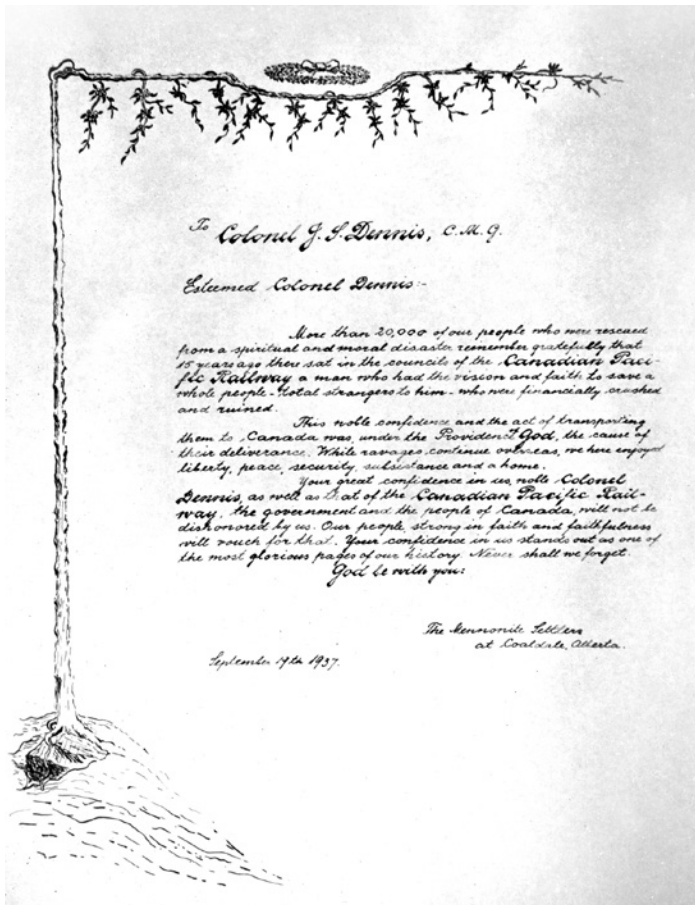 To Colonel J. S. Dennis, C.M.G.
Esteemed Colonel Dennis:-
More than 20,000 of our people who were rescued
from a spiritual and moral disaster remember gratefully that
15 years ago there sat in the councils of the Canadian Paci-
fic Railway a man who had the vision and faith to save a
whole people - total strangers to him - who were financially crushed
and ruined.
This noble confidence and the act of transporting
them to Canada was, under the Providence of God, the cause of
their deliverance. While ravages, continue overseas, we here enjoyed
liberty, peace, security, subsistance and a home.
Your great confidence in us, noble Colonel
Dennis, as well as that of the Canadian Pacific Rail-
way, the government and the people of Canada, will not be
dishonored by us. Our people, strong in faith and faithfulness
will vouch for that. Your confidence in us stands out as one of
the most glorious pages of our history. Never shall we forget.
God be with you:
The Mennonite Settlers
at Coaldale, Alberta.
September 19th 1937.